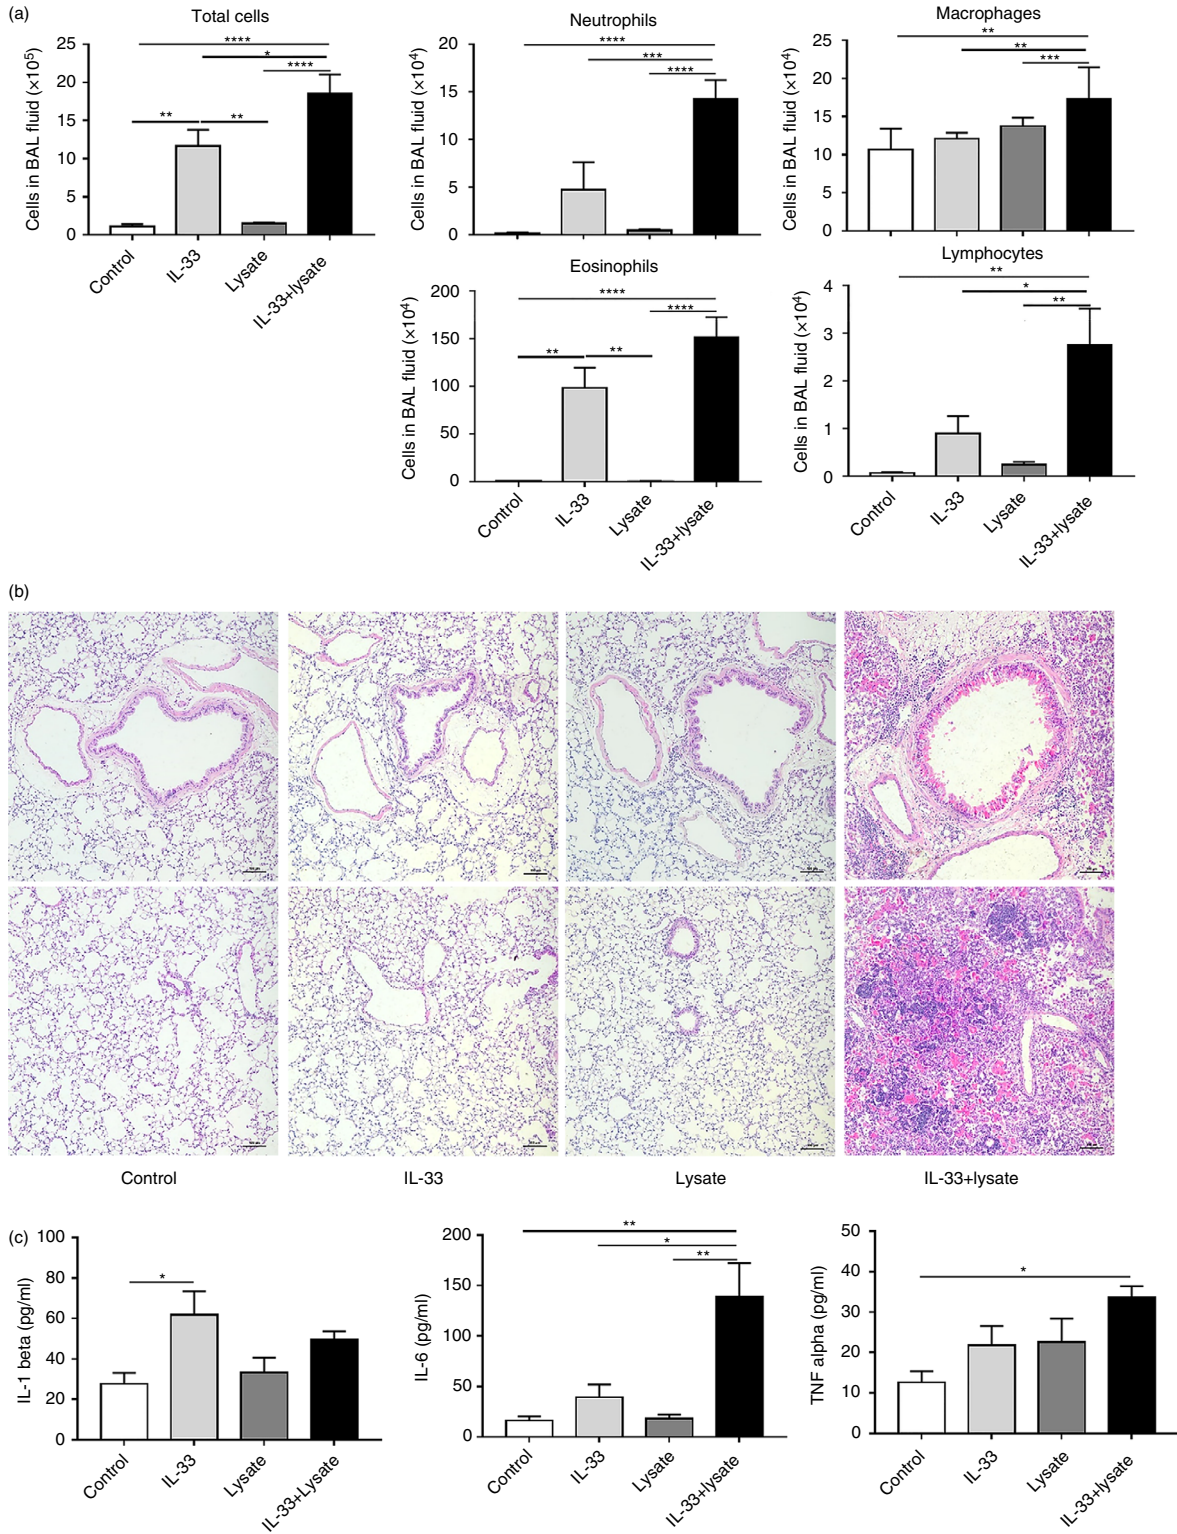 (a)
Total cells
Cells in BAL fluid (×10⁵)
25
20
15
10
5
0
****
*
****
**
**
Control
IL-33
Lysate
IL-33+lysate
Neutrophils
Cells in BAL fluid (×10⁴)
20
15
10
5
0
****
***
****
Macrophages
Cells in BAL fluid (×10⁴)
25
20
15
10
5
0
**
**
***
Eosinophils
Cells in BAL fluid (×10⁴)
200
150
100
50
0
****
****
**
**
Control
IL-33
Lysate
IL-33+lysate
Lymphocytes
Cells in BAL fluid (×10⁴)
4
3
2
1
0
**
*
**
Control
IL-33
Lysate
IL-33+lysate
(b)
Control
IL-33
Lysate
IL-33+lysate
(c)
IL-1 beta (pg/ml)
100
80
60
40
20
0
*
Control
IL-33
Lysate
IL-33+Lysate
IL-6 (pg/ml)
200
150
100
50
0
**
*
**
Control
IL-33
Lysate
IL-33+lysate
TNF alpha (pg/ml)
50
40
30
20
10
0
*
Control
IL-33
Lysate
IL-33+lysate